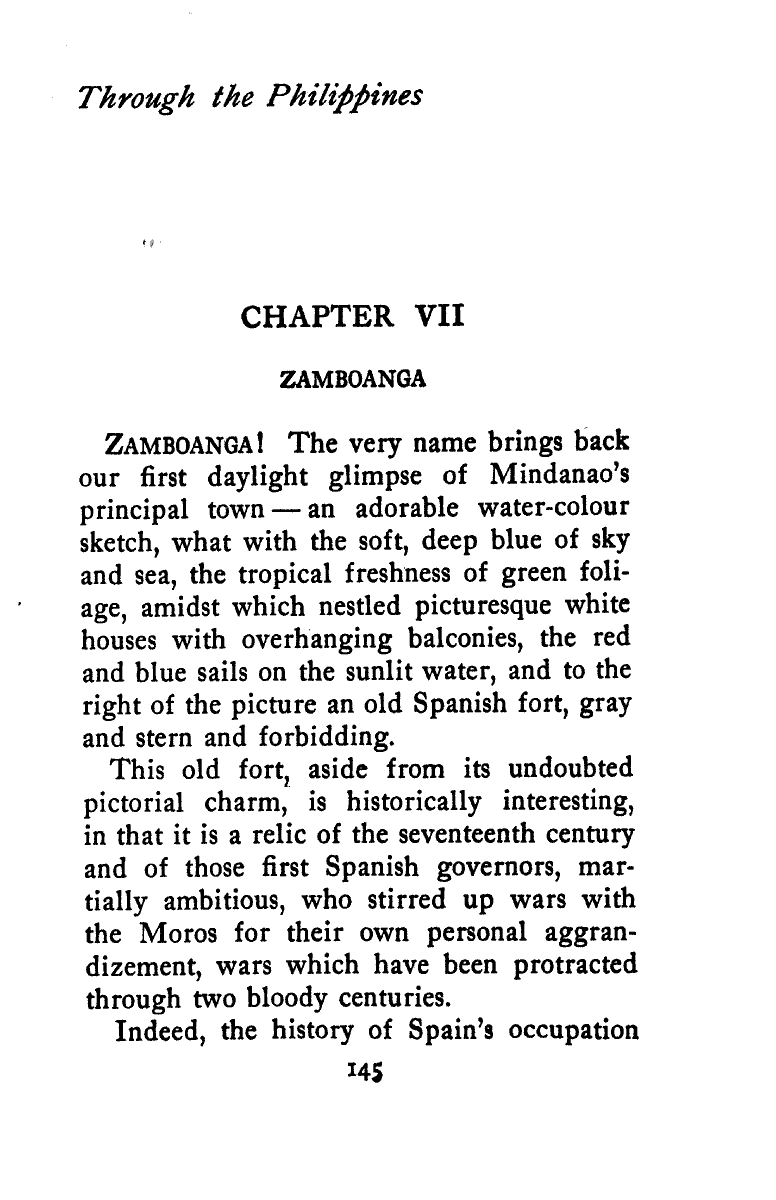 Through the Philippines
CHAPTER VII
ZAMBOANGA
ZAMBOANGA! The very name brings back
our first daylight glimpse of Mindanao's
principal town — an adorable water-colour
sketch, what with the soft, deep blue of sky
and sea, the tropical freshness of green foli-
age, amidst which nestled picturesque white
houses with overhanging balconies, the red
and blue sails on the sunlit water, and to the
right of the picture an old Spanish fort, gray
and stern and forbidding.
This old fort, aside from its undoubted
pictorial charm, is historically interesting,
in that it is a relic of the seventeenth century
and of those first Spanish governors, mar-
tially ambitious, who stirred up wars with
the Moros for their own personal aggran-
dizement, wars which have been protracted
through two bloody centuries.
Indeed, the history of Spain's occupation
145